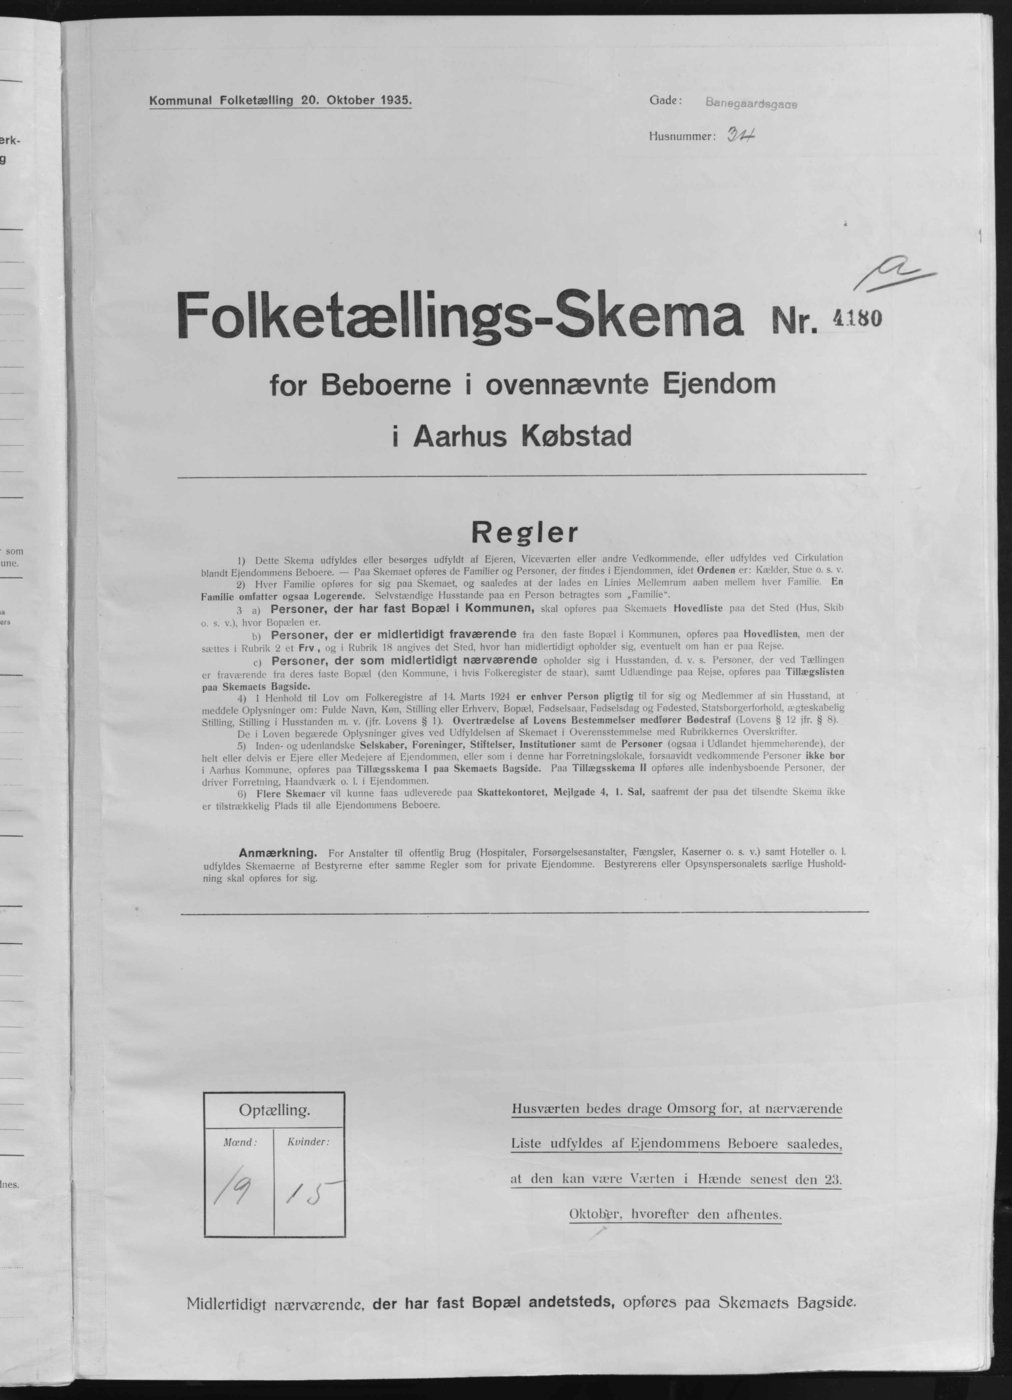 Kommunal Folketælling 20. Oktober 1935.
Gade: Banegaardsgade
Husnummer: 34
a
Folketællings-Skema Nr. 4180
for Beboerne i ovennævnte Ejendom
i Aarhus Købstad
Regler
1) Dette Skema udfyldes eller besørges udfyldt af Ejeren, Viceværten eller andre Vedkommende, eller udfyldes ved Cirkulation
blandt Ejendommens Beboere. — Paa Skemaet opføres de Familier og Personer, der findes i Ejendommen, idet Ordenen er: Kælder, Stue o. s. v.
2) Hver Familie opføres for sig paa Skemaet, og saaledes at der lades en Linies Mellemrum aaben mellem hver Familie. En
Familie omfatter ogsaa Logerende. Selvstændige Husstande paa en Person betragtes som „Familie“.
3 a) Personer, der har fast Bopæl i Kommunen, skal opføres paa Skemaets Hovedliste paa det Sted (Hus, Skib
o. s. v.), hvor Bopælen er.
b) Personer, der er midlertidigt fraværende fra den faste Bopæl i Kommunen, opføres paa Hovedlisten, men der
sættes i Rubrik 2 et Frv, og i Rubrik 18 angives det Sted, hvor han midlertidigt opholder sig, eventuelt om han er paa Rejse.
c) Personer, der som midlertidigt nærværende opholder sig i Husstanden, d. v. s. Personer, der ved Tællingen
er fraværende fra deres faste Bopæl (den Kommune, i hvis Folkeregister de staar), samt Udlændinge paa Rejse, opføres paa Tillægslisten
paa Skemaets Bagside.
4) I Henhold til Lov om Folkeregistre af 14. Marts 1924 er enhver Person pligtig til for sig og Medlemmer af sin Husstand, at
meddele Oplysninger om: Fulde Navn, Køn, Stilling eller Erhverv, Bopæl, Fødselsaar, Fødselsdag og Fødested, Statsborgerforhold, ægteskabelig
Stilling, Stilling i Husstanden m. v. (jfr. Lovens § 1). Overtrædelse af Lovens Bestemmelser medfører Bødestraf (Lovens § 12 jfr. § 8).
De i Loven begærede Oplysninger gives ved Udfyldelsen af Skemaet i Overensstemmelse med Rubrikkernes Overskrifter.
5) Inden- og udenlandske Selskaber, Foreninger, Stiftelser, Institutioner samt de Personer (ogsaa i Udlandet hjemmehørende), der
helt eller delvis er Ejere eller Medejere af Ejendommen, eller som i denne har Forretningslokale, forsaavidt vedkommende Personer ikke bor
i Aarhus Kommune, opføres paa Tillægsskema I paa Skemaets Bagside. Paa Tillægsskema II opføres alle indenbysboende Personer, der
driver Forretning, Haandværk o. l. i Ejendommen.
6) Flere Skemaer vil kunne faas udleverede paa Skattekontoret, Mejlgade 4, 1. Sal, saafremt der paa det tilsendte Skema ikke
er tilstrækkelig Plads til alle Ejendommens Beboere.
Anmærkning. For Anstalter til offentlig Brug (Hospitaler, Forsørgelsesanstalter, Fængsler, Kaserner o. s. v.) samt Hoteller o. l.
udfyldes Skemaerne af Bestyrerne efter samme Regler som for private Ejendomme. Bestyrerens eller Opsynspersonalets særlige Hushold-
ning skal opføres for sig.
Optælling.
Mænd: Kvinder:
19 15
Husværten bedes drage Omsorg for, at nærværende
Liste udfyldes af Ejendommens Beboere saaledes,
at den kan være Værten i Hænde senest den 23.
Oktober, hvorefter den afhentes.
Midlertidigt nærværende, der har fast Bopæl andetsteds, opføres paa Skemaets Bagside.